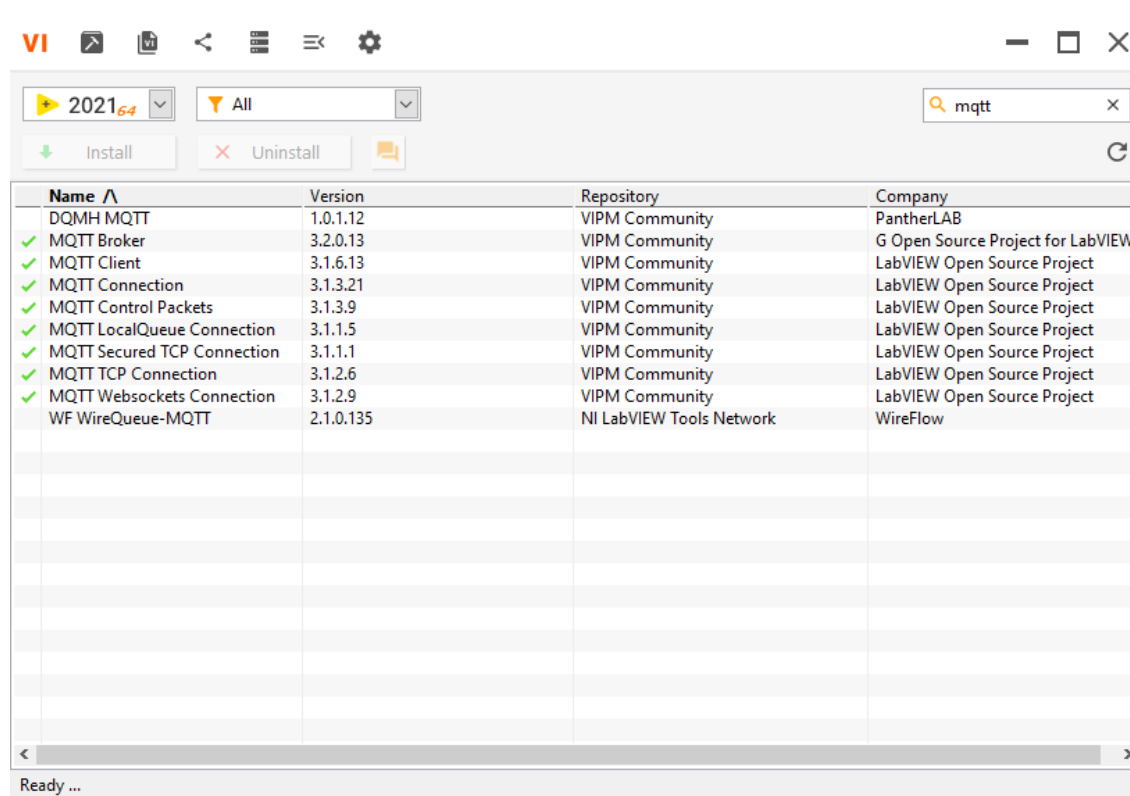 VI
2021 64 All mqtt
Install Uninstall
Name /\ Version Repository Company
DQMH MQTT 1.0.1.12 VIPM Community PantherLAB
MQTT Broker 3.2.0.13 VIPM Community G Open Source Project for LabVIEW
MQTT Client 3.1.6.13 VIPM Community LabVIEW Open Source Project
MQTT Connection 3.1.3.21 VIPM Community LabVIEW Open Source Project
MQTT Control Packets 3.1.3.9 VIPM Community LabVIEW Open Source Project
MQTT LocalQueue Connection 3.1.1.5 VIPM Community LabVIEW Open Source Project
MQTT Secured TCP Connection 3.1.1.1 VIPM Community LabVIEW Open Source Project
MQTT TCP Connection 3.1.2.6 VIPM Community LabVIEW Open Source Project
MQTT Websockets Connection 3.1.2.9 VIPM Community LabVIEW Open Source Project
WF WireQueue-MQTT 2.1.0.135 NI LabVIEW Tools Network WireFlow
Ready ...